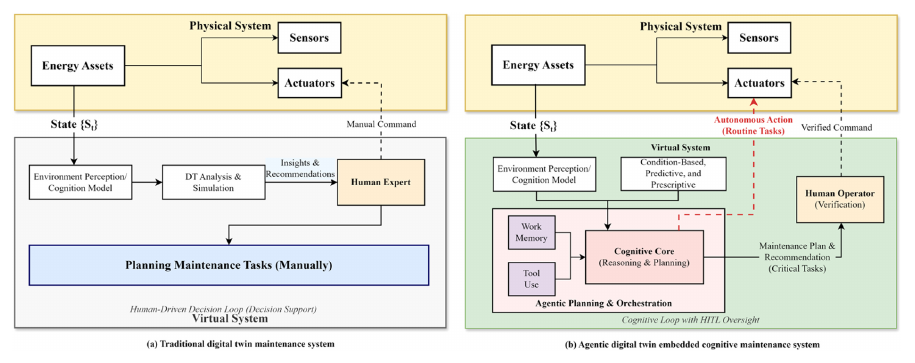 Physical System
Sensors
Energy Assets
Actuators
State {St}
Manual Command
Environment Perception/
Cognition Model
DT Analysis &
Simulation
Insights &
Recommendations
Human Expert
Planning Maintenance Tasks (Manually)
Human-Driven Decision Loop (Decision Support)
Virtual System
(a) Traditional digital twin maintenance system
Physical System
Sensors
Energy Assets
Actuators
State {St}
Autonomous Action
(Routine Tasks)
Verified Command
Virtual System
Environment Perception/
Cognition Model
Condition-Based,
Predictive, and
Prescriptive
Human Operator
(Verification)
Work
Memory
Tool
Use
Cognitive Core
(Reasoning & Planning)
Maintenance Plan &
Recommendation
(Critical Tasks)
Agentic Planning & Orchestration
Cognitive Loop with HITL Oversight
(b) Agentic digital twin embedded cognitive maintenance system